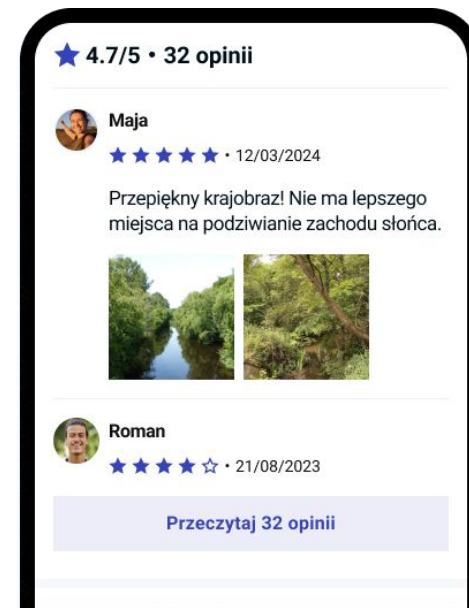 4.7/5 • 32 opinii
Maja
• 12/03/2024
Przepiękny krajobraz! Nie ma lepszego
miejsca na podziwianie zachodu słońca.
Roman
• 21/08/2023
Przeczytaj 32 opinii